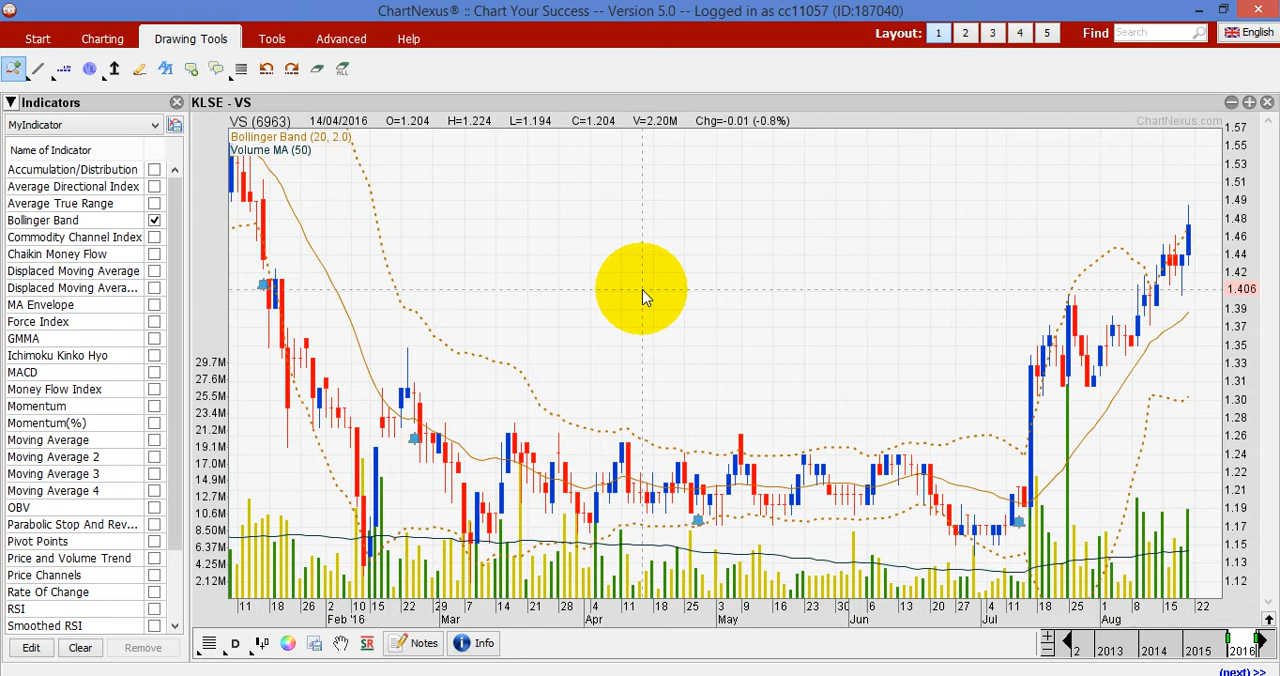 ChartNexus® :: Chart Your Success -- Version 5.0 -- Logged in as cc11057 (ID:187040)
Start Charting Drawing Tools Tools Advanced Help Layout: 1 2 3 4 5 Find Search English
ALL
Indicators
KLSE - VS
MyIndicator
VS (6963) 14/04/2016 O=1.204 H=1.224 L=1.194 C=1.204 V=2.20M Chg=-0.01 (-0.8%) ChartNexus.com
Bollinger Band (20, 2.0)
Volume MA (50)
Name of Indicator
Accumulation/Distribution
Average Directional Index
Average True Range
Bollinger Band
Commodity Channel Index
Chaikin Money Flow
Displaced Moving Average
Displaced Moving Avera...
MA Envelope
Force Index
GMMA
Ichimoku Kinko Hyo
MACD
Money Flow Index
Momentum
Momentum(%)
Moving Average
Moving Average 2
Moving Average 3
Moving Average 4
OBV
Parabolic Stop And Rev...
Pivot Points
Price and Volume Trend
Price Channels
Rate Of Change
RSI
Smoothed RSI
Edit Clear Remove
29.7M
27.6M
25.5M
23.4M
21.2M
19.1M
17.0M
14.9M
12.7M
10.6M
8.50M
6.37M
4.25M
2.12M
1.57
1.55
1.53
1.51
1.49
1.48
1.46
1.44
1.42
1.406
1.39
1.37
1.35
1.33
1.31
1.30
1.28
1.26
1.24
1.22
1.21
1.19
1.17
1.15
1.13
1.12
11 18 26 2 10 15 22 29 7 14 21 28 4 11 18 25 3 9 16 23 30 6 13 20 27 4 11 18 25 1 8 15 22
Feb '16 Mar Apr May Jun Jul Aug
D SR Notes Info
2 2013 2014 2015 2016
(next) >>